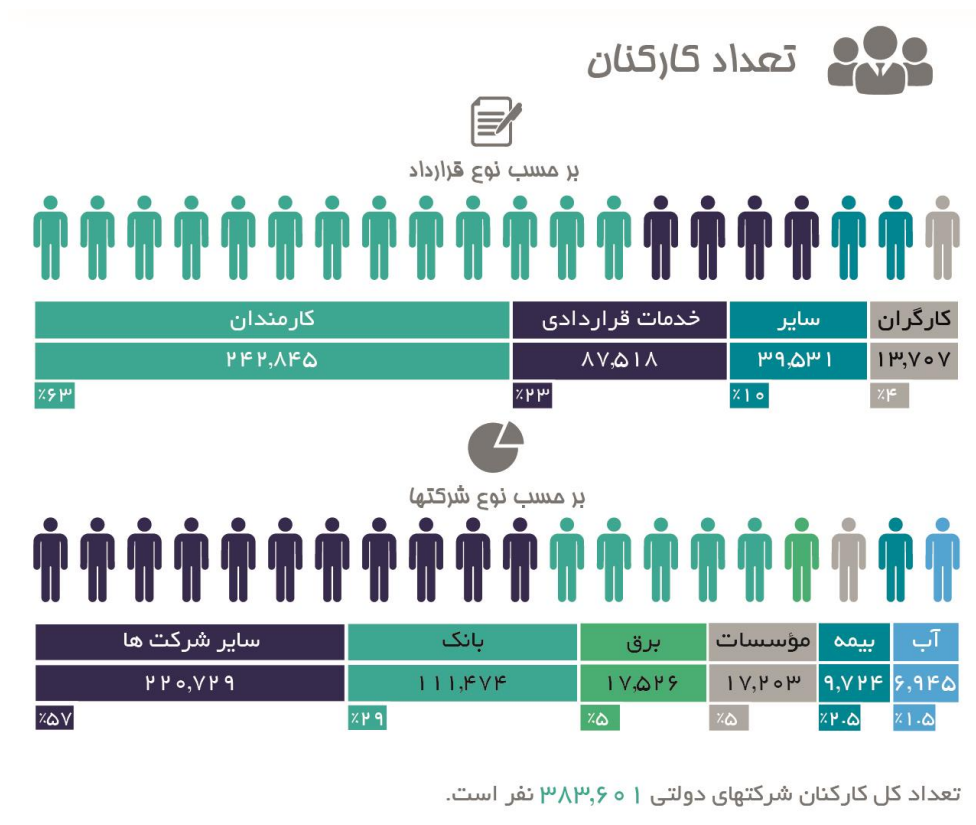 تعداد کارکنان
بر حسب نوع قرارداد
کارگران سایر خدمات قراردادی کارمندان
۱۳,۷۰۷ ۳۹,۵۳۱ ۸۷,۵۱۸ ۲۴۲,۸۴۵
٪۴ ٪۱۰ ٪۲۳ ٪۶۳
بر حسب نوع شرکتها
آب بیمه مؤسسات برق بانک سایر شرکت ها
۶,۹۴۵ ۹,۷۲۴ ۱۷,۲۰۳ ۱۷,۵۲۶ ۱۱۱,۴۷۴ ۲۲۰,۷۲۹
٪۱.۵ ٪۲.۵ ٪۵ ٪۵ ٪۲۹ ٪۵۷
تعداد کل کارکنان شرکتهای دولتی ۳۸۳,۶۰۱ نفر است.